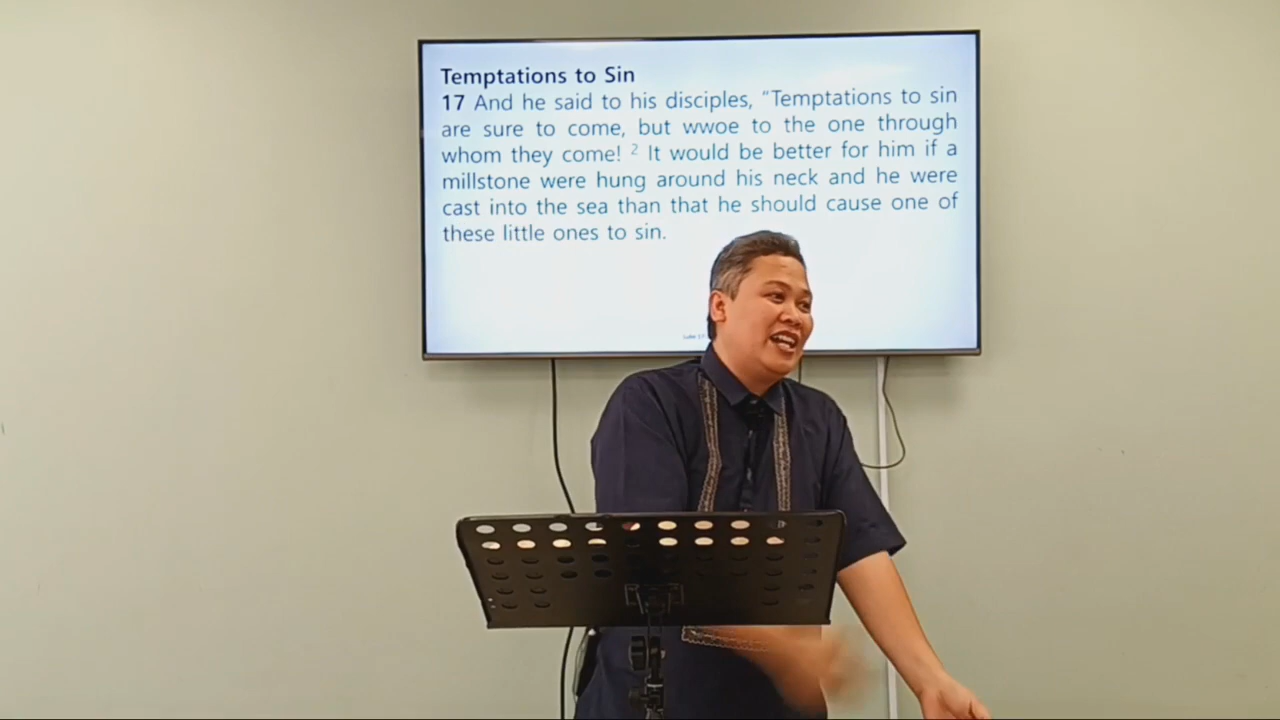 Temptations to Sin
17 And he said to his disciples, “Temptations to sin
are sure to come, but wwoe to the one through
whom they come! 2 It would be better for him if a
millstone were hung around his neck and he were
cast into the sea than that he should cause one of
these little ones to sin.